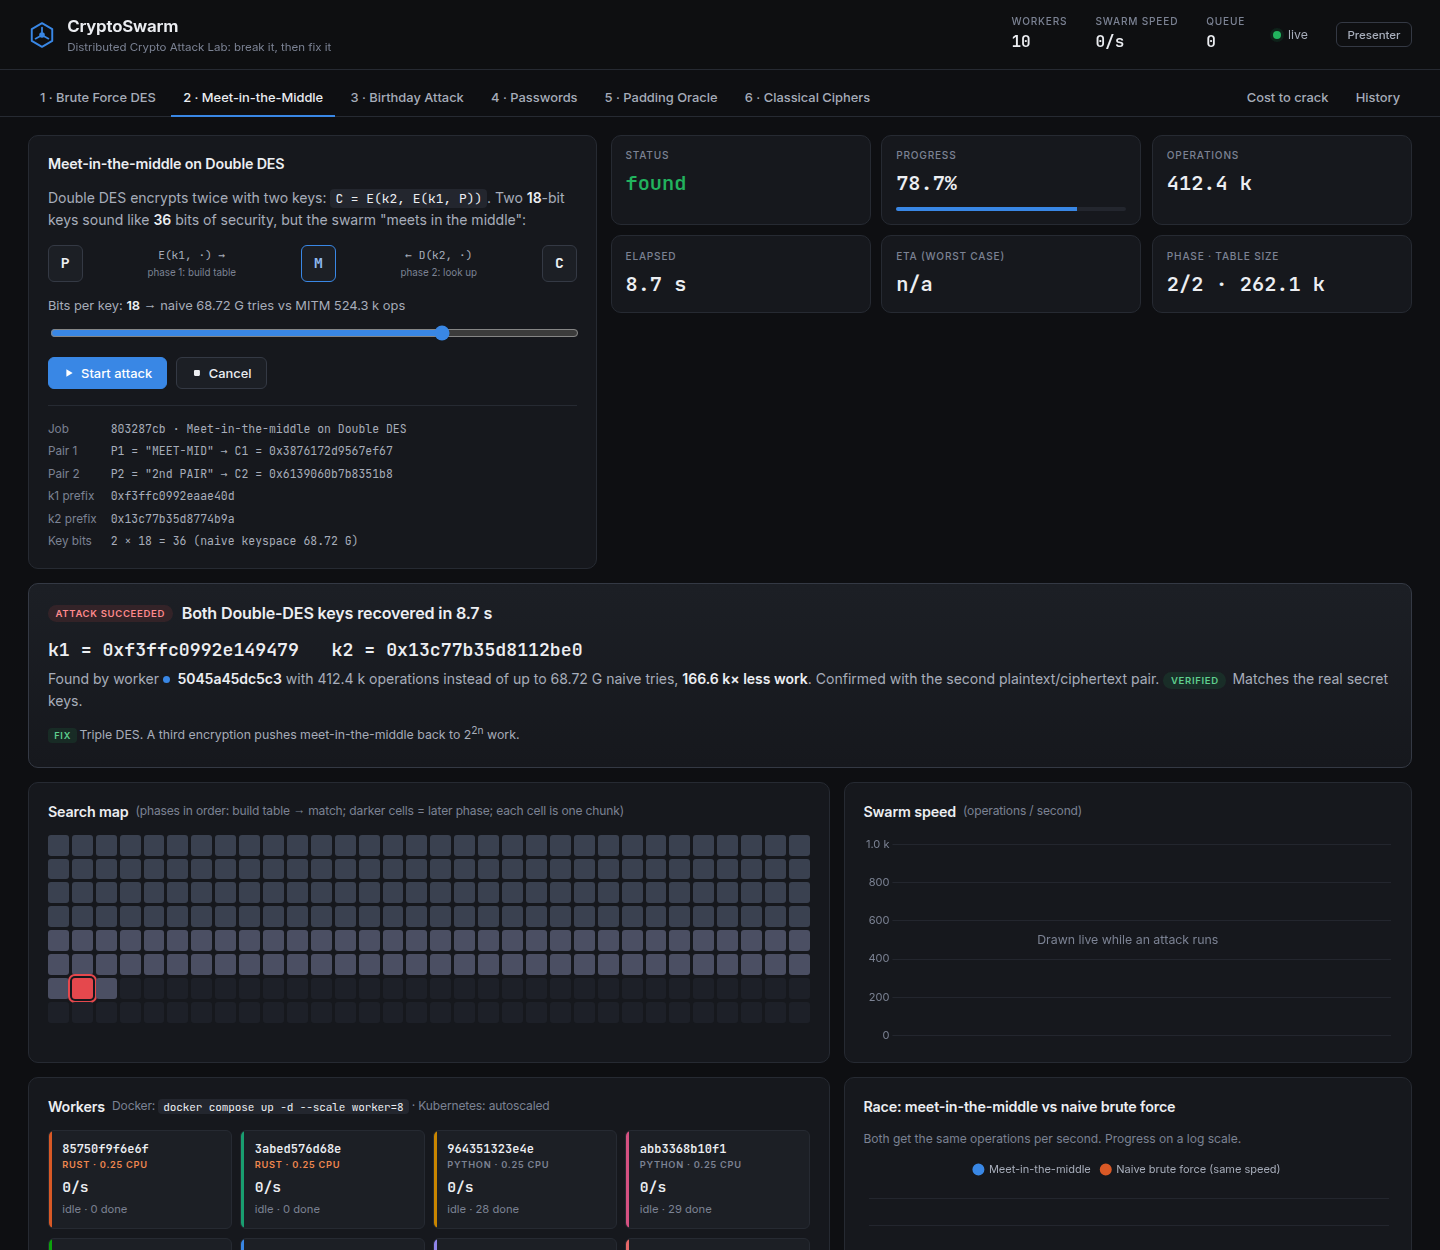 CryptoSwarm
Distributed Crypto Attack Lab: break it, then fix it
WORKERS
10
SWARM SPEED
0/s
QUEUE
0
live
Presenter
1 · Brute Force DES
2 · Meet-in-the-Middle
3 · Birthday Attack
4 · Passwords
5 · Padding Oracle
6 · Classical Ciphers
Cost to crack
History
Meet-in-the-middle on Double DES
Double DES encrypts twice with two keys: C = E(k2, E(k1, P)). Two 18-bit
keys sound like 36 bits of security, but the swarm "meets in the middle":
P
E(k1, ·) →
phase 1: build table
M
← D(k2, ·)
phase 2: look up
C
Bits per key: 18 → naive 68.72 G tries vs MITM 524.3 k ops
Start attack
Cancel
Job 803287cb · Meet-in-the-middle on Double DES
Pair 1 P1 = "MEET-MID" → C1 = 0x3876172d9567ef67
Pair 2 P2 = "2nd PAIR" → C2 = 0x6139060b7b8351b8
k1 prefix 0xf3ffc0992eaae40d
k2 prefix 0x13c77b35d8774b9a
Key bits 2 × 18 = 36 (naive keyspace 68.72 G)
STATUS
found
PROGRESS
78.7%
OPERATIONS
412.4 k
ELAPSED
8.7 s
ETA (WORST CASE)
n/a
PHASE · TABLE SIZE
2/2 · 262.1 k
ATTACK SUCCEEDED Both Double-DES keys recovered in 8.7 s
k1 = 0xf3ffc0992e149479 k2 = 0x13c77b35d8112be0
Found by worker 5045a45dc5c3 with 412.4 k operations instead of up to 68.72 G naive tries, 166.6 k× less work. Confirmed with the second plaintext/ciphertext pair. VERIFIED Matches the real secret
keys.
FIX Triple DES. A third encryption pushes meet-in-the-middle back to 2^2n work.
Search map (phases in order: build table → match; darker cells = later phase; each cell is one chunk)
Swarm speed (operations / second)
1.0 k
800
600
Drawn live while an attack runs
400
200
0
Workers Docker: docker compose up -d --scale worker=8 · Kubernetes: autoscaled
85750f9f6e6f
RUST · 0.25 CPU
0/s
idle · 0 done
3abed576d68e
RUST · 0.25 CPU
0/s
idle · 0 done
964351323e4e
PYTHON · 0.25 CPU
0/s
idle · 28 done
abb3368b10f1
PYTHON · 0.25 CPU
0/s
idle · 29 done
Race: meet-in-the-middle vs naive brute force
Both get the same operations per second. Progress on a log scale.
Meet-in-the-middle
Naive brute force (same speed)